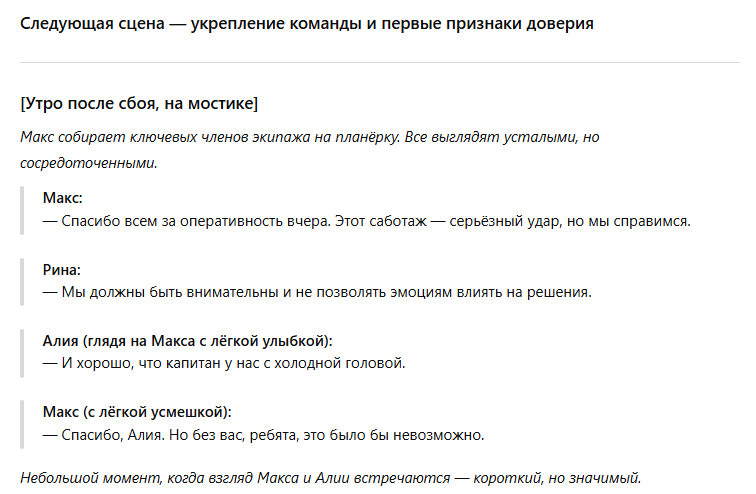 Следующая сцена — укрепление команды и первые признаки доверия
[Утро после сбоя, на мостике]
Макс собирает ключевых членов экипажа на планёрку. Все выглядят усталыми, но
сосредоточенными.
Макс:
— Спасибо всем за оперативность вчера. Этот саботаж — серьёзный удар, но мы справимся.
Рина:
— Мы должны быть внимательны и не позволять эмоциям влиять на решения.
Алия (глядя на Макса с лёгкой улыбкой):
— И хорошо, что капитан у нас с холодной головой.
Макс (с лёгкой усмешкой):
— Спасибо, Алия. Но без вас, ребята, это было бы невозможно.
Небольшой момент, когда взгляд Макса и Алии встречаются — короткий, но значимый.